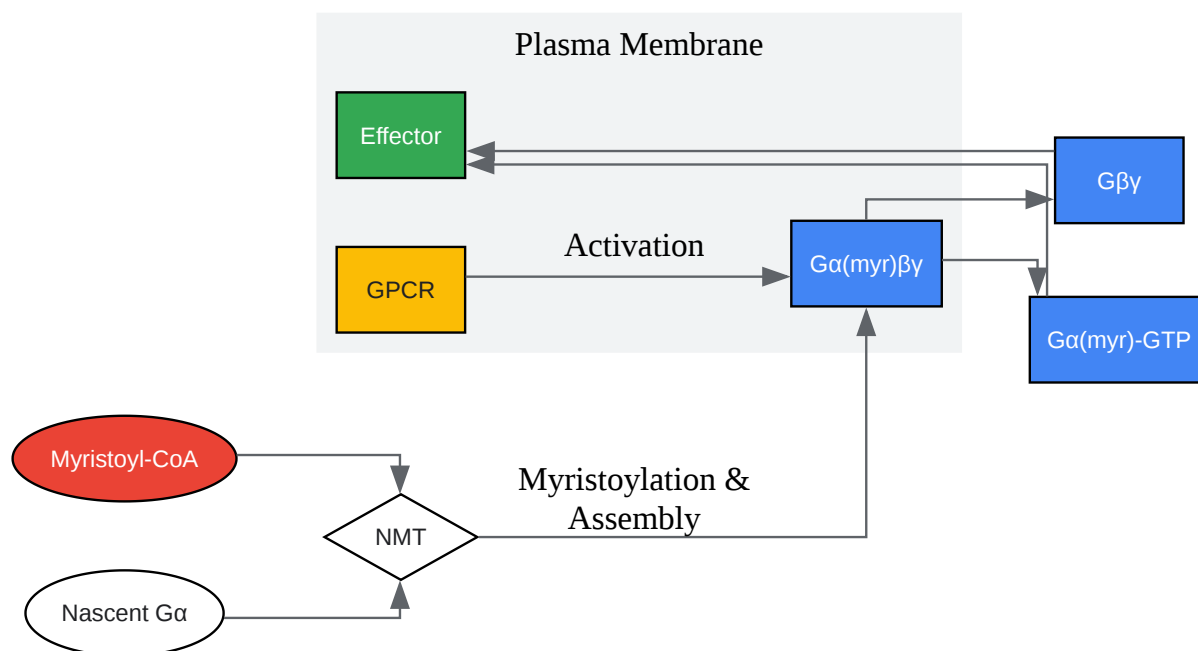 Plasma Membrane
Effector
Gβγ
Activation
Gα(myr)βγ
GPCR
Gα(myr)-GTP
Myristoyl-CoA
Myristoylation &
Assembly
NMT
Nascent Gα